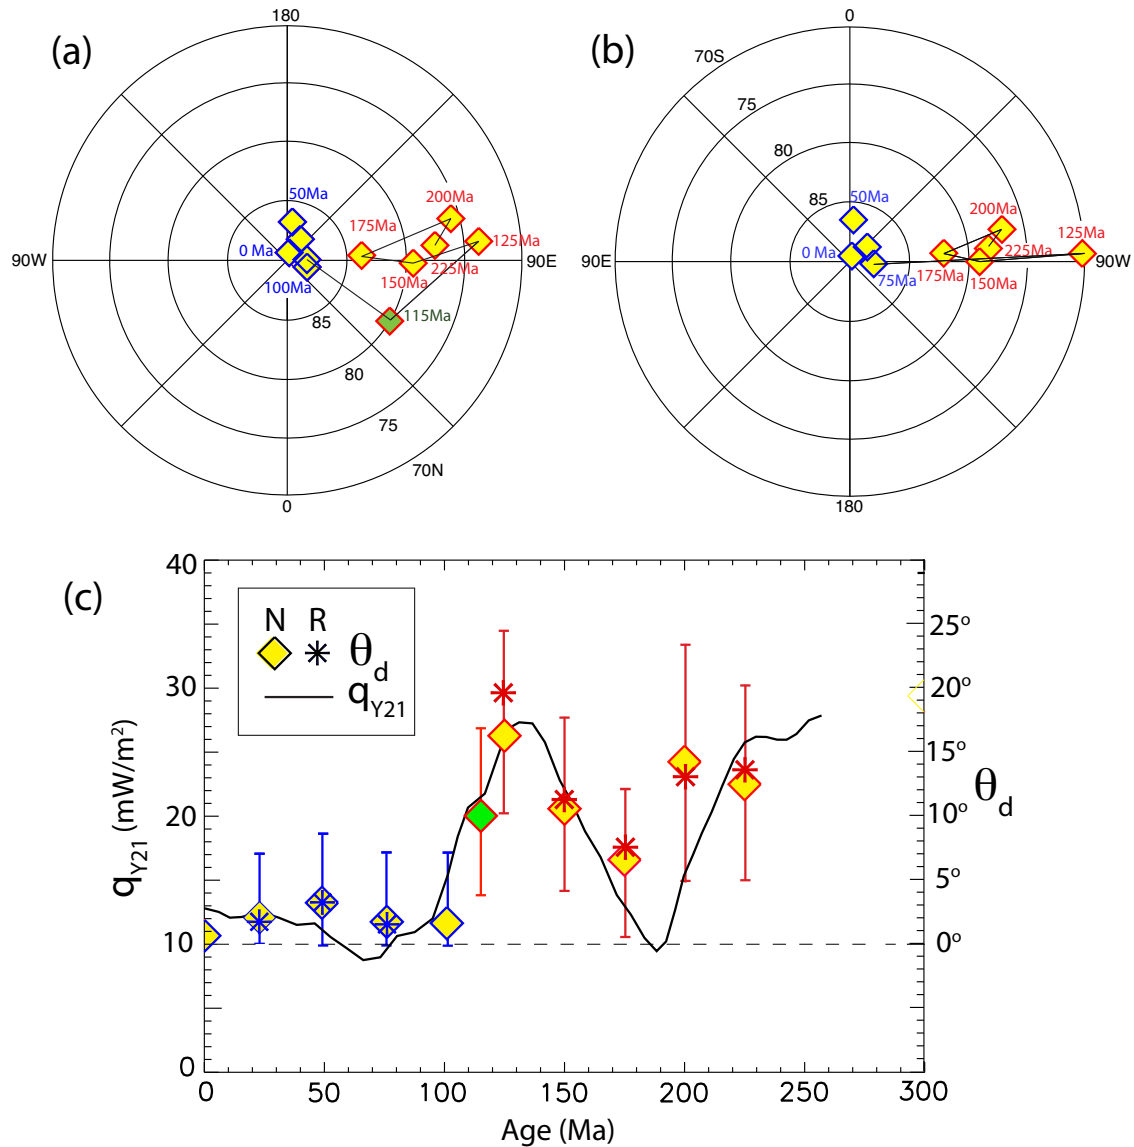 (a)
180
50Ma
200Ma
175Ma
125Ma
0 Ma
90W
90E
225Ma
150Ma
100Ma
115Ma
85
80
75
70N
0
(b)
0
70S
75
80
85
50Ma
200Ma
125Ma
0 Ma
90E
90W
225Ma
175Ma
75Ma
150Ma
180
(c)
40
30
20
10
0
qY21 (mW/m²)
N R
θd
qY21
25°
20°
15°
10°
5°
0°
θd
0 50 100 150 200 250 300
Age (Ma)